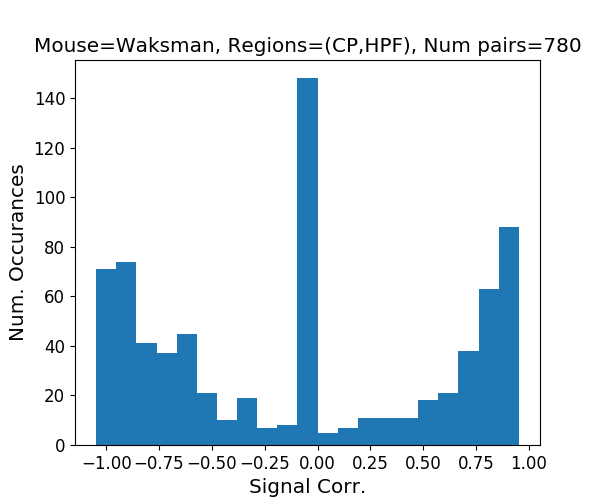 Mouse=Waksman, Regions=(CP,HPF), Num pairs=780
140
120
100
80
60
40
20
0
Num. Occurances
−1.00 −0.75 −0.50 −0.25 0.00 0.25 0.50 0.75 1.00
Signal Corr.